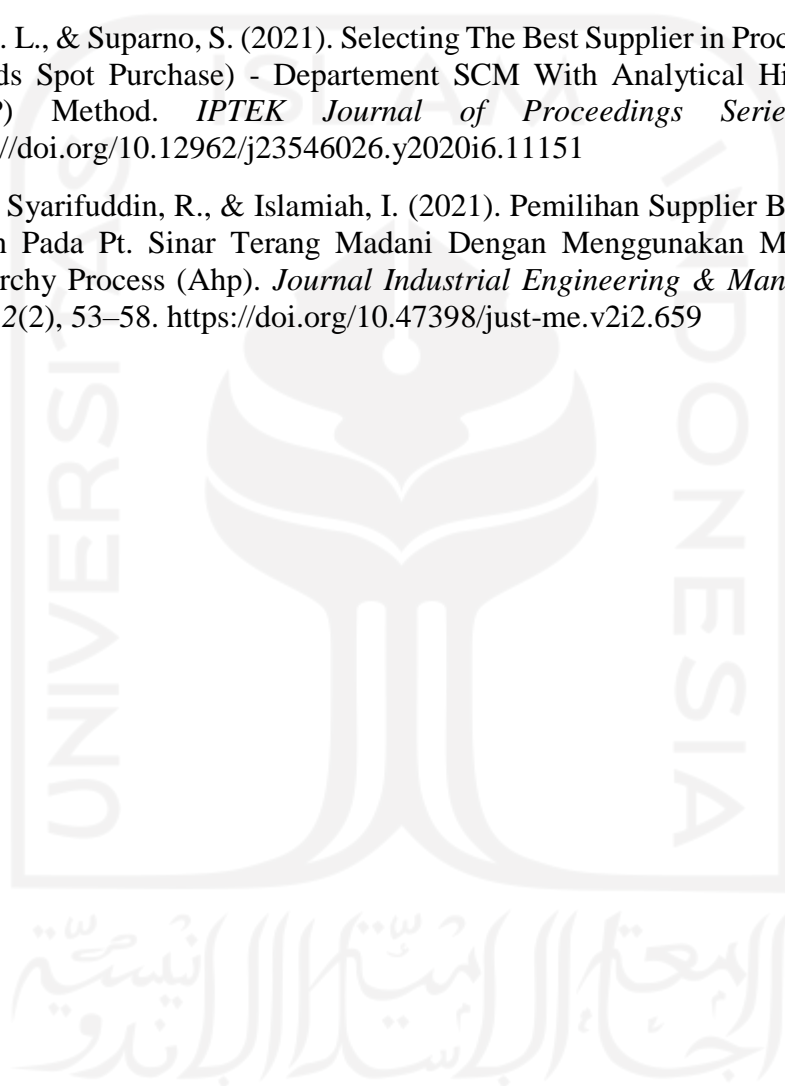 . L., & Suparno, S. (2021). Selecting The Best Supplier in Proc
ds Spot Purchase) - Departement SCM With Analytical Hi
) Method. IPTEK Journal of Proceedings Serie
//doi.org/10.12962/j23546026.y2020i6.11151
Syarifuddin, R., & Islamiah, I. (2021). Pemilihan Supplier B
n Pada Pt. Sinar Terang Madani Dengan Menggunakan M
rchy Process (Ahp). Journal Industrial Engineering & Man
2(2), 53–58. https://doi.org/10.47398/just-me.v2i2.659
ISLAM
UNIVERSITAS
INDONESIA